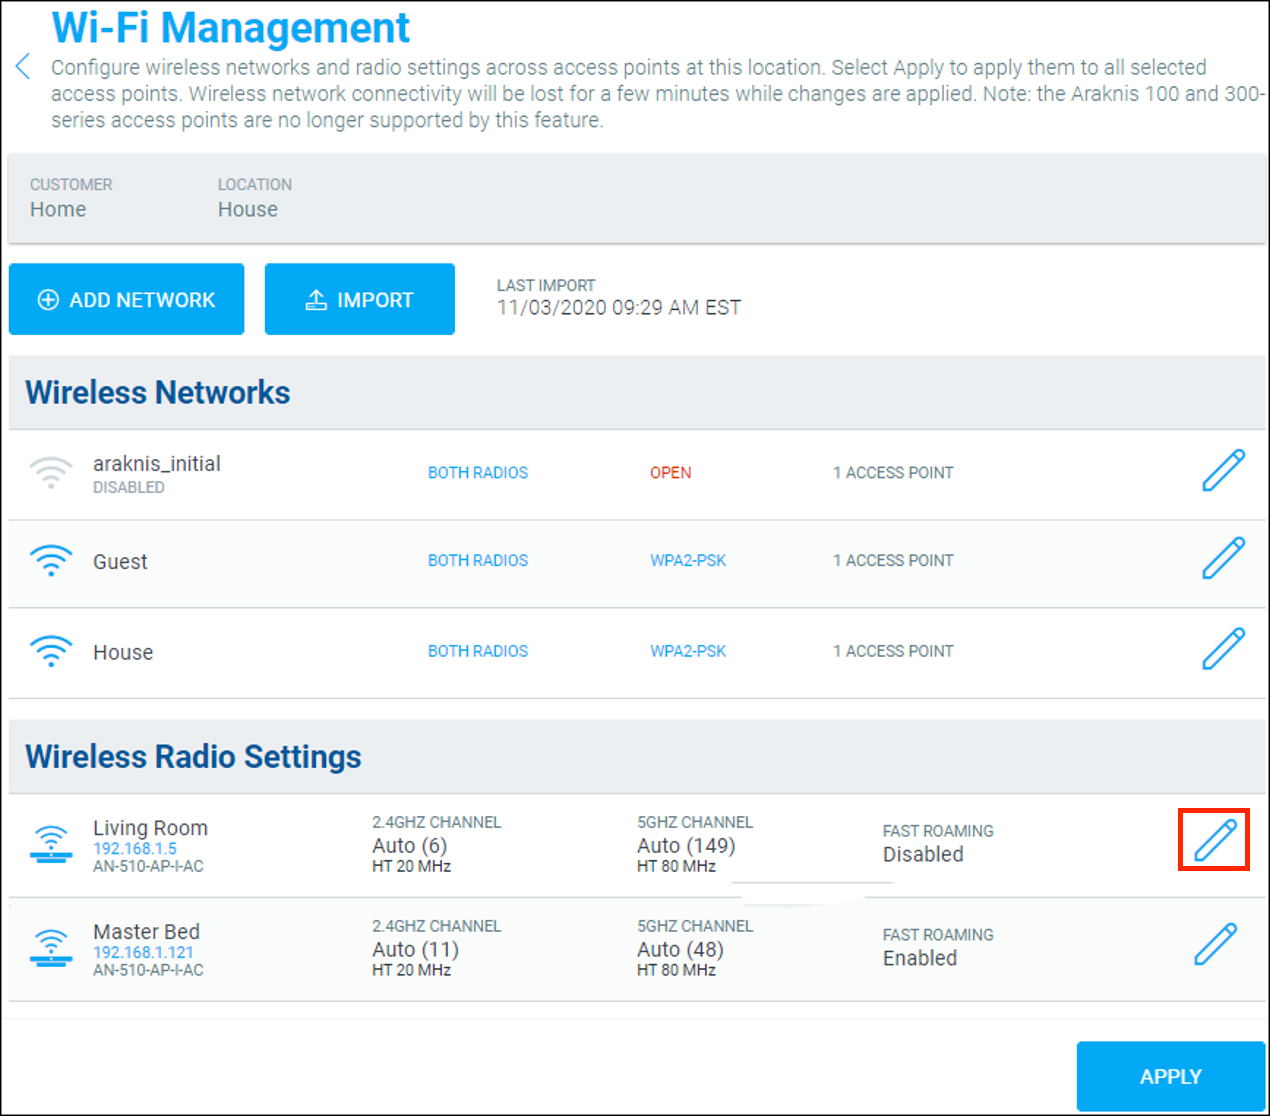 Wi-Fi Management
Configure wireless networks and radio settings across access points at this location. Select Apply to apply them to all selected
access points. Wireless network connectivity will be lost for a few minutes while changes are applied. Note: the Araknis 100 and 300-
series access points are no longer supported by this feature.
CUSTOMER LOCATION
Home House
ADD NETWORK IMPORT
LAST IMPORT
11/03/2020 09:29 AM EST
Wireless Networks
araknis_initial
DISABLED
BOTH RADIOS OPEN 1 ACCESS POINT
Guest BOTH RADIOS WPA2-PSK 1 ACCESS POINT
House BOTH RADIOS WPA2-PSK 1 ACCESS POINT
Wireless Radio Settings
Living Room
192.168.1.5
AN-510-AP-I-AC
2.4GHZ CHANNEL
Auto (6)
HT 20 MHz
5GHZ CHANNEL
Auto (149)
HT 80 MHz
FAST ROAMING
Disabled
Master Bed
192.168.1.121
AN-510-AP-I-AC
2.4GHZ CHANNEL
Auto (11)
HT 20 MHz
5GHZ CHANNEL
Auto (48)
HT 80 MHz
FAST ROAMING
Enabled
APPLY